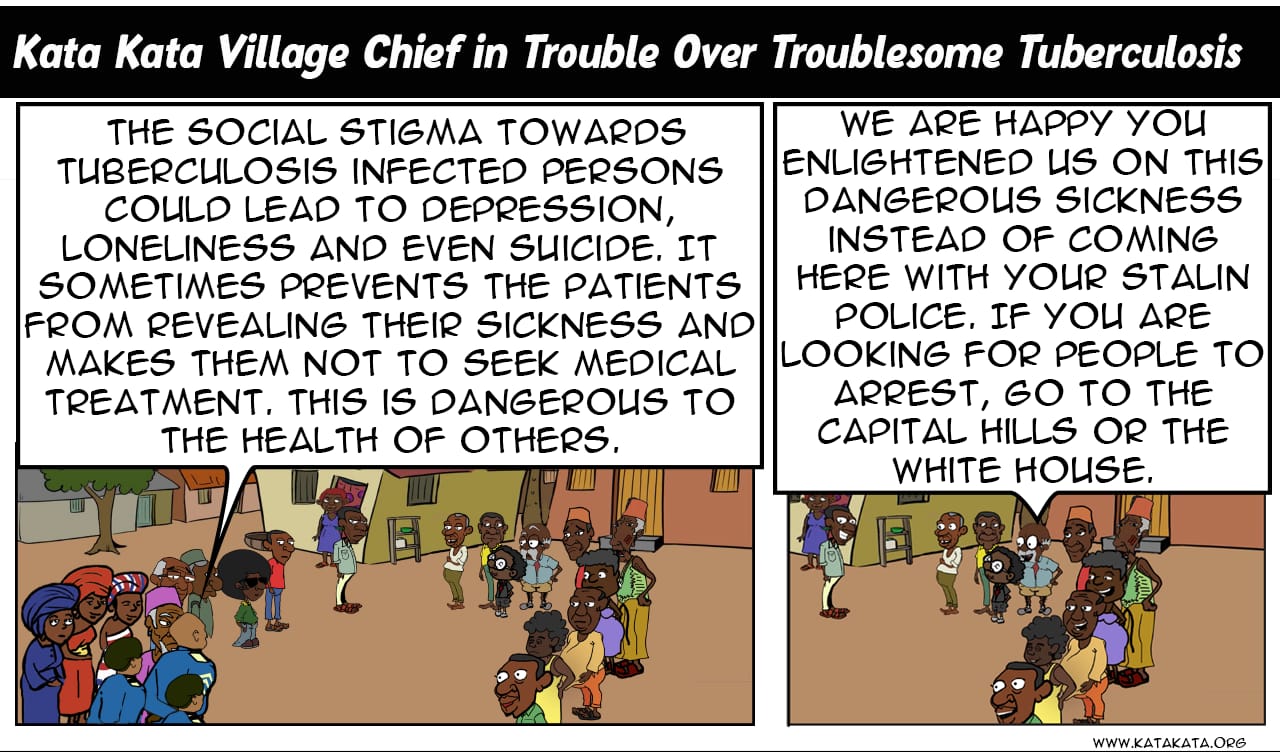 Kata Kata Village Chief in Trouble Over Troublesome Tuberculosis
THE SOCIAL STIGMA TOWARDS
TUBERCULOSIS INFECTED PERSONS
COULD LEAD TO DEPRESSION,
LONELINESS AND EVEN SUICIDE. IT
SOMETIMES PREVENTS THE PATIENTS
FROM REVEALING THEIR SICKNESS AND
MAKES THEM NOT TO SEEK MEDICAL
TREATMENT. THIS IS DANGEROUS TO
THE HEALTH OF OTHERS.
WE ARE HAPPY YOU
ENLIGHTENED US ON THIS
DANGEROUS SICKNESS
INSTEAD OF COMING
HERE WITH YOUR STALIN
POLICE. IF YOU ARE
LOOKING FOR PEOPLE TO
ARREST, GO TO THE
CAPITAL HILLS OR THE
WHITE HOUSE.
WWW.KATAKATA.ORG